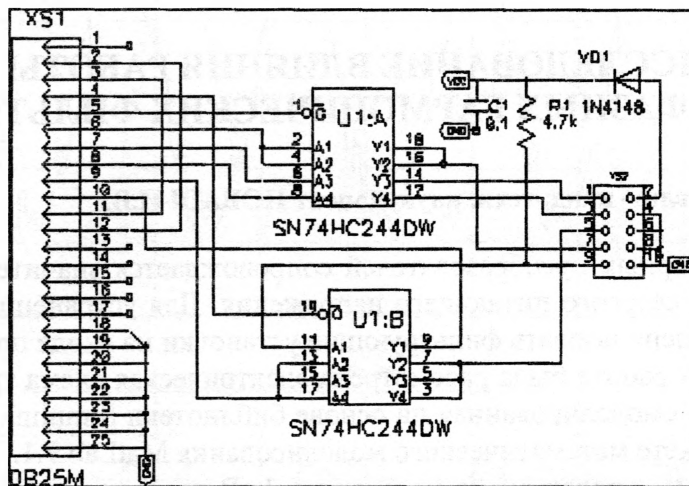 XS1
1
2
3
4
5
6
7
8
9
10
11
12
13
14
15
16
17
18
19
20
21
22
23
24
25
DB25M
U1:A
G
2 A1 Y1 18
4 A2 Y2 16
6 A3 Y3 14
8 A4 Y4 12
SN74HC244DW
19
G
U1:B
11 A1 Y1 9
13 A2 Y2 7
15 A3 Y3 5
17 A4 Y4 3
SN74HC244DW
C1
0,1
GND
R1
4,7k
VD1
1N4148
XS2
1 2
3 4
5 6
7 8
9 10